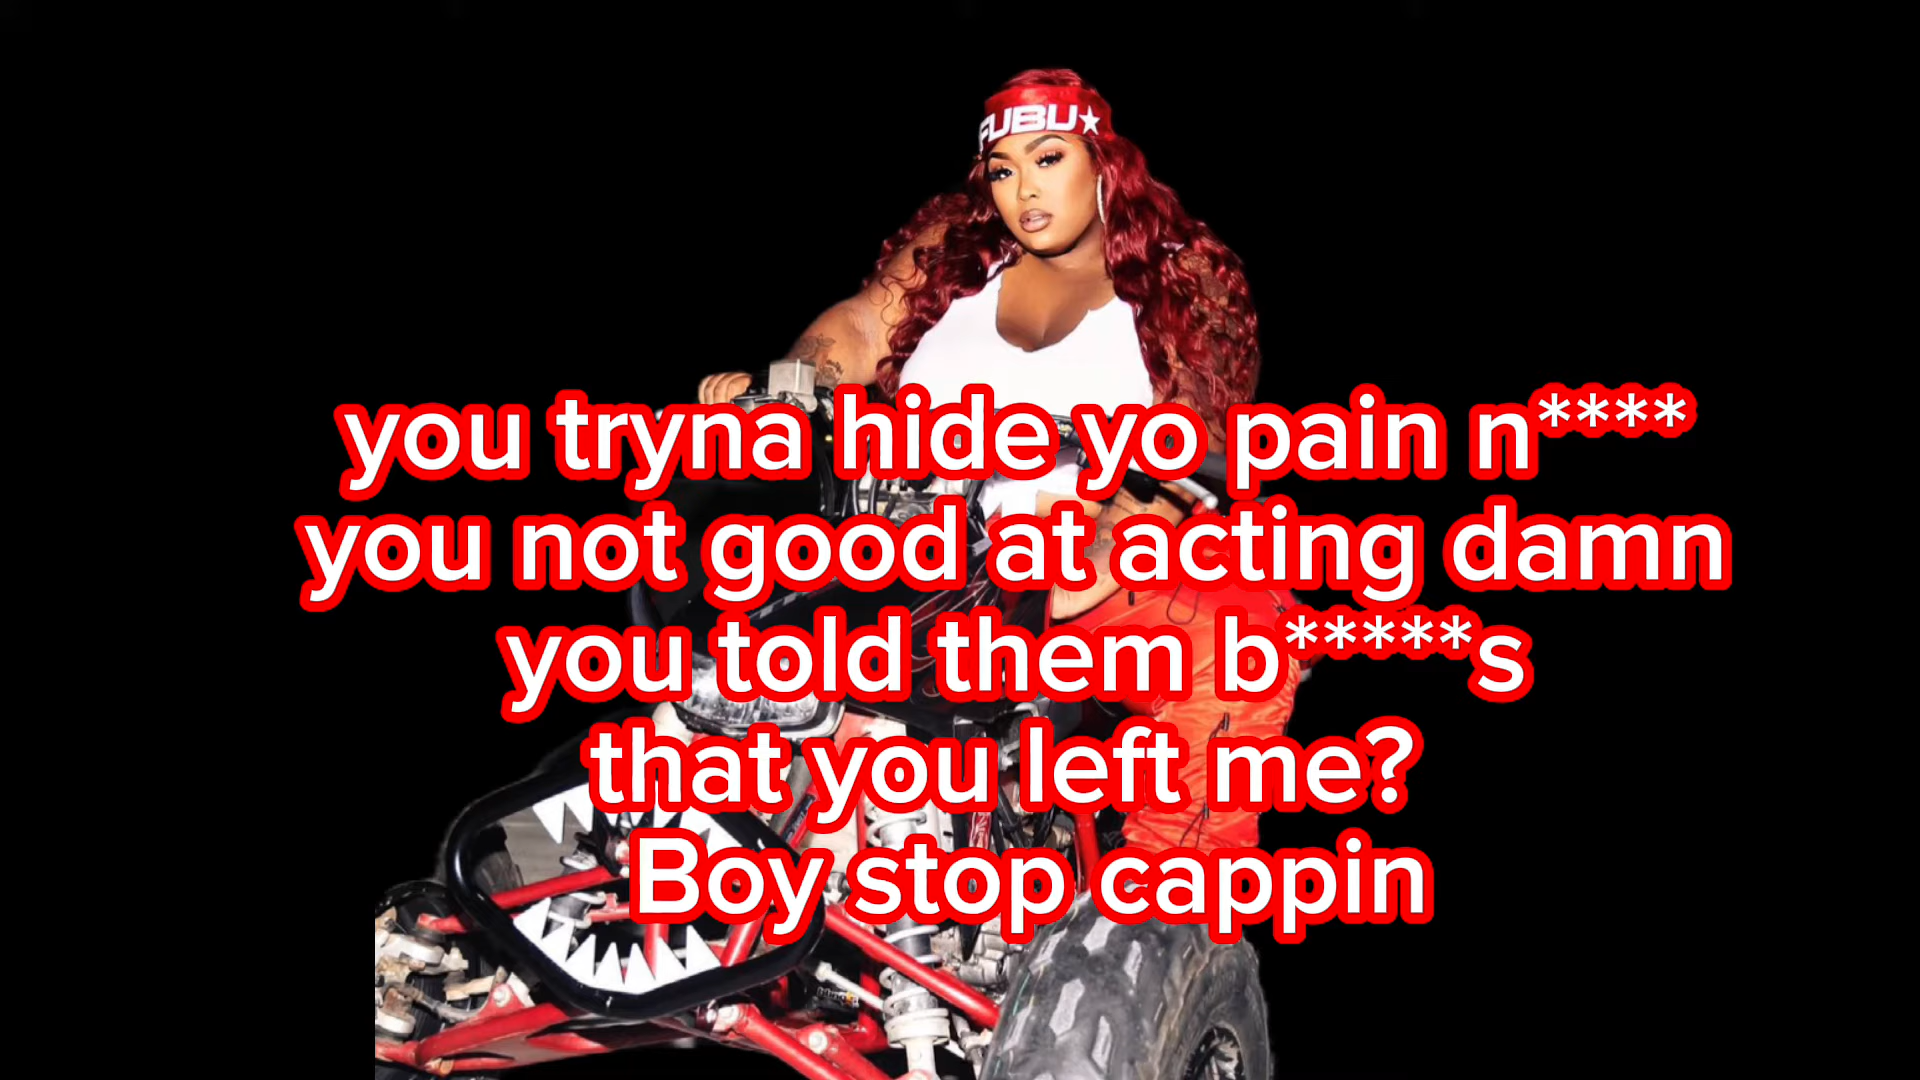 FUBU★
you tryna hide yo pain n****
you not good at acting damn
you told them b*****s
that you left me?
Boy stop cappin